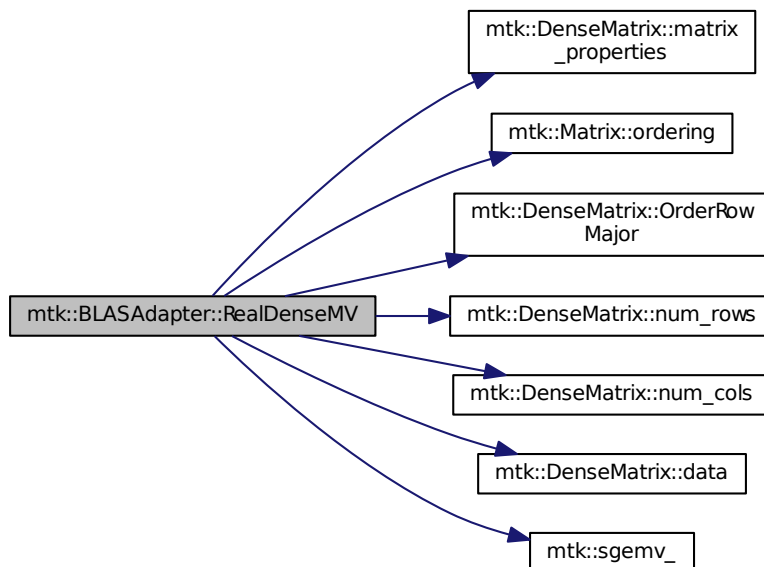 mtk::DenseMatrix::matrix
_properties
mtk::Matrix::ordering
mtk::DenseMatrix::OrderRow
Major
mtk::BLASAdapter::RealDenseMV
mtk::DenseMatrix::num_rows
mtk::DenseMatrix::num_cols
mtk::DenseMatrix::data
mtk::sgemv_